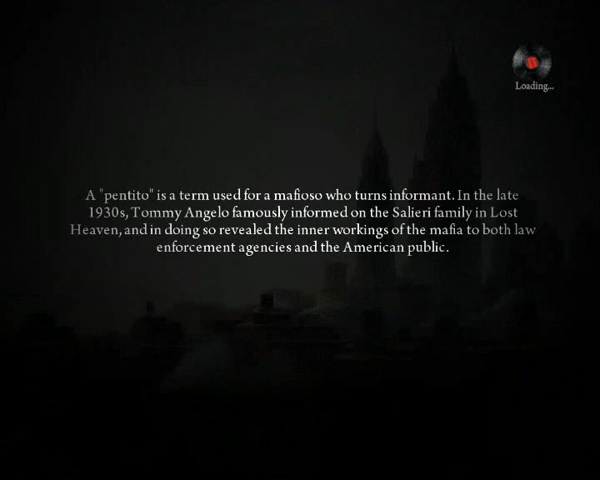 Loading...
A "pentito" is a term used for a mafioso who turns informant. In the late
1930s, Tommy Angelo famously informed on the Salieri family in Lost
Heaven, and in doing so revealed the inner workings of the mafia to both law
enforcement agencies and the American public.